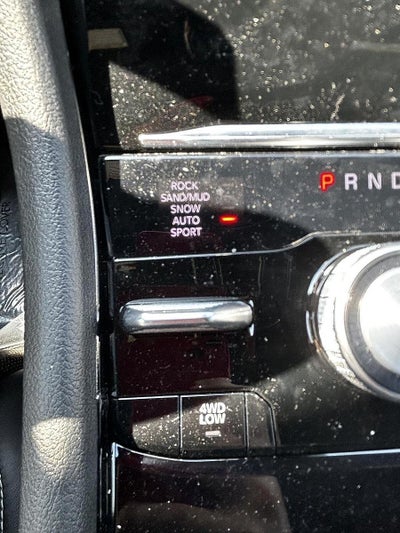 ROCK
SAND/MUD
SNOW
AUTO
SPORT
P R N D
4WD
LOW